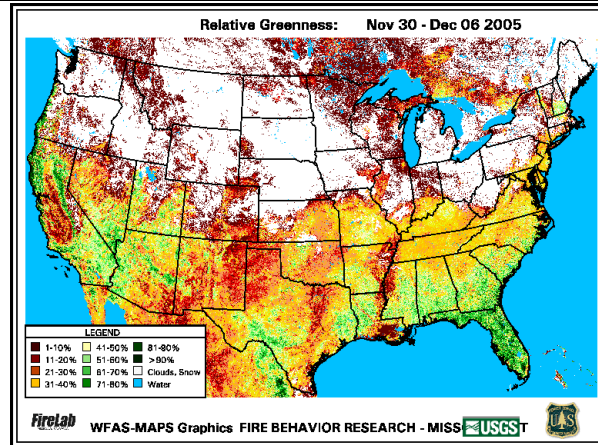 Relative Greenness: Nov 30 - Dec 06 2005
LEGEND
1-10% 41-50% 81-90%
11-20% 51-60% >90%
21-30% 61-70% Clouds, Snow
31-40% 71-80% Water
FireLab WFAS-MAPS Graphics FIRE BEHAVIOR RESEARCH - MISS USGS T UAS